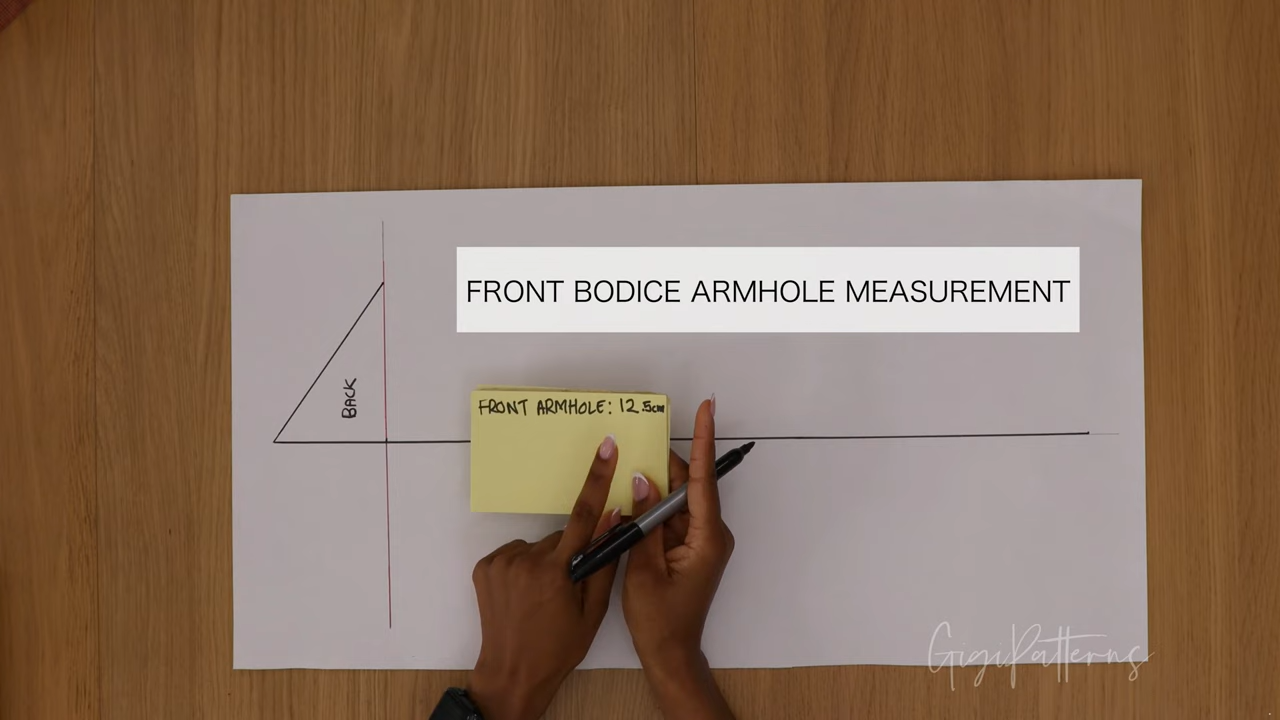 FRONT BODICE ARMHOLE MEASUREMENT
BACK
FRONT ARMHOLE: 12.5cm
GigiPatterns